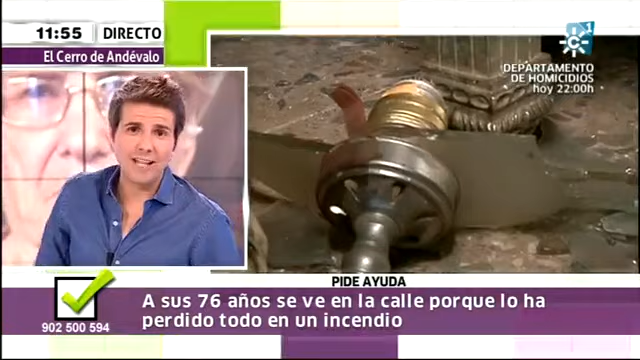 11:55 DIRECTO
El Cerro de Andévalo
DEPARTAMENTO
DE HOMICIDIOS
hoy 22:00h
PIDE AYUDA
A sus 76 años se ve en la calle porque lo ha
perdido todo en un incendio
902 500 594